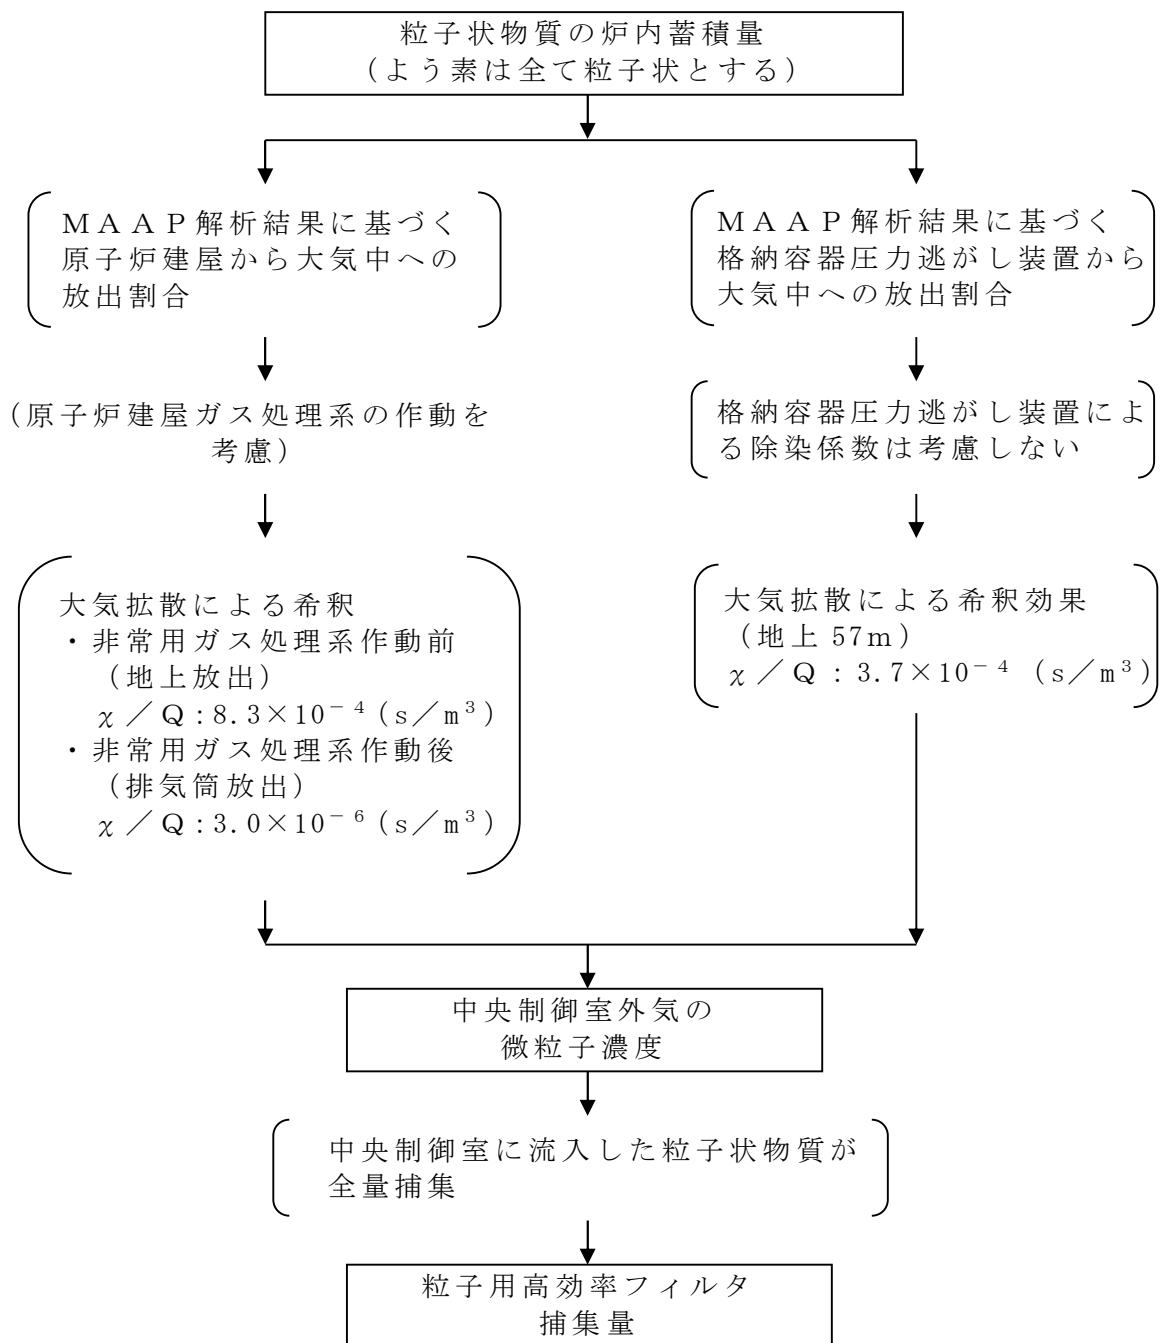 粒子状物質の炉内蓄積量
（よう素は全て粒子状とする）
ＭＡＡＰ解析結果に基づく
原子炉建屋から大気中への
放出割合
ＭＡＡＰ解析結果に基づく
格納容器圧力逃がし装置から
大気中への放出割合
（原子炉建屋ガス処理系の作動を
考慮）
格納容器圧力逃がし装置によ
る除染係数は考慮しない
大気拡散による希釈
・非常用ガス処理系作動前
（地上放出）
χ／Q：8.3×10⁻⁴（s／m³）
・非常用ガス処理系作動後
（排気筒放出）
χ／Q：3.0×10⁻⁶（s／m³）
大気拡散による希釈効果
（地上 57m）
χ／Q：3.7×10⁻⁴（s／m³）
中央制御室外気の
微粒子濃度
中央制御室に流入した粒子状物質が
全量捕集
粒子用高効率フィルタ
捕集量